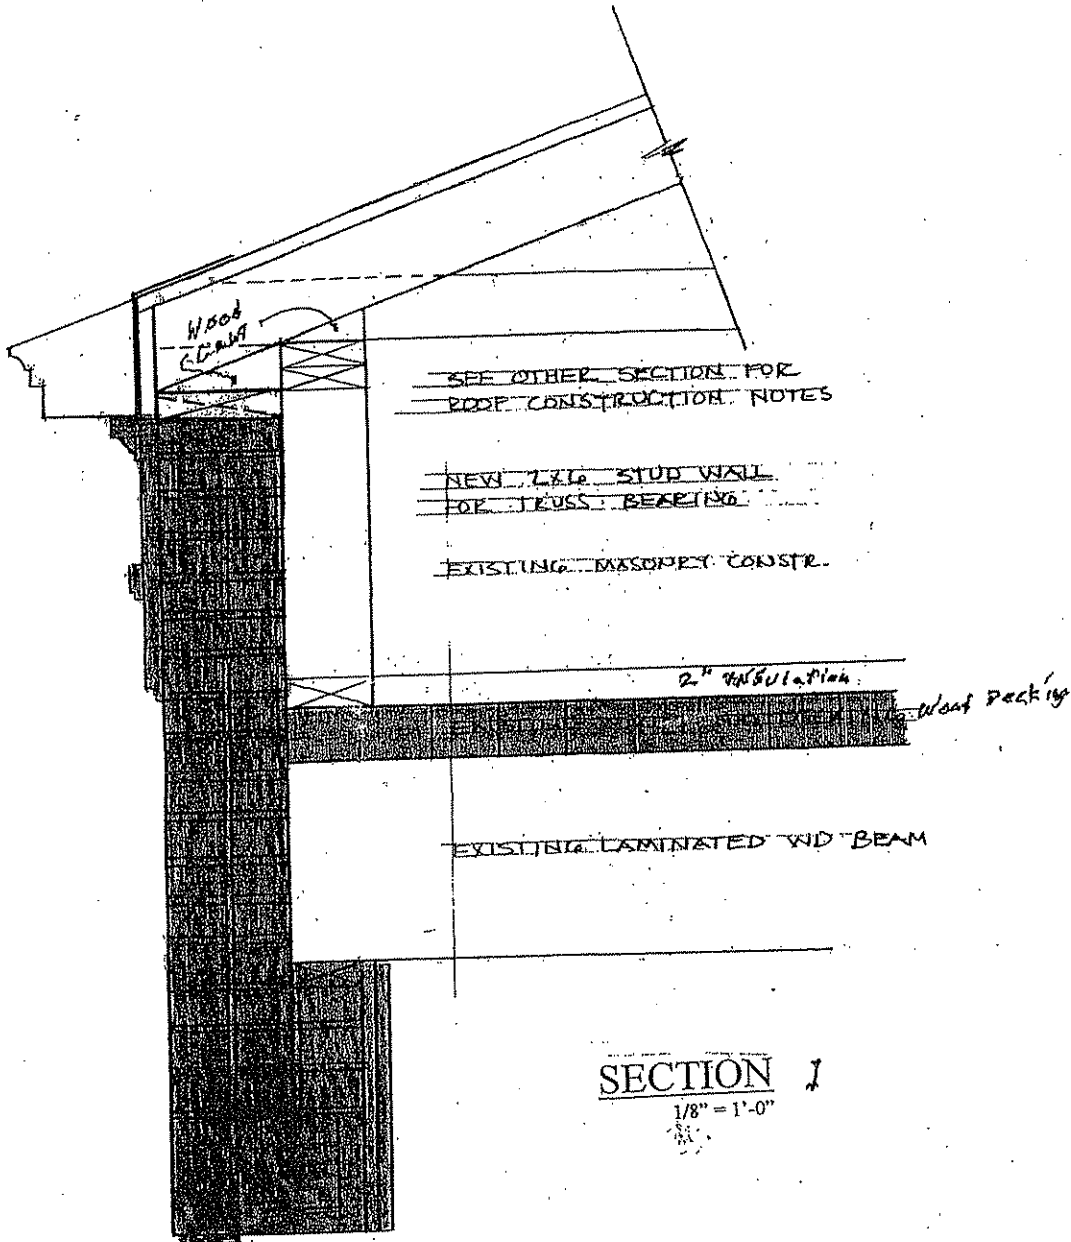 Wood
SEE OTHER SECTION FOR
ROOF CONSTRUCTION NOTES
NEW 2X6 STUD WALL
FOR TRUSS BEARING
EXISTING MASONRY CONSTR.
2" INSulatioN
Wood Decking
EXISTING LAMINATED WD BEAM
SECTION 1
1/8" = 1'-0"